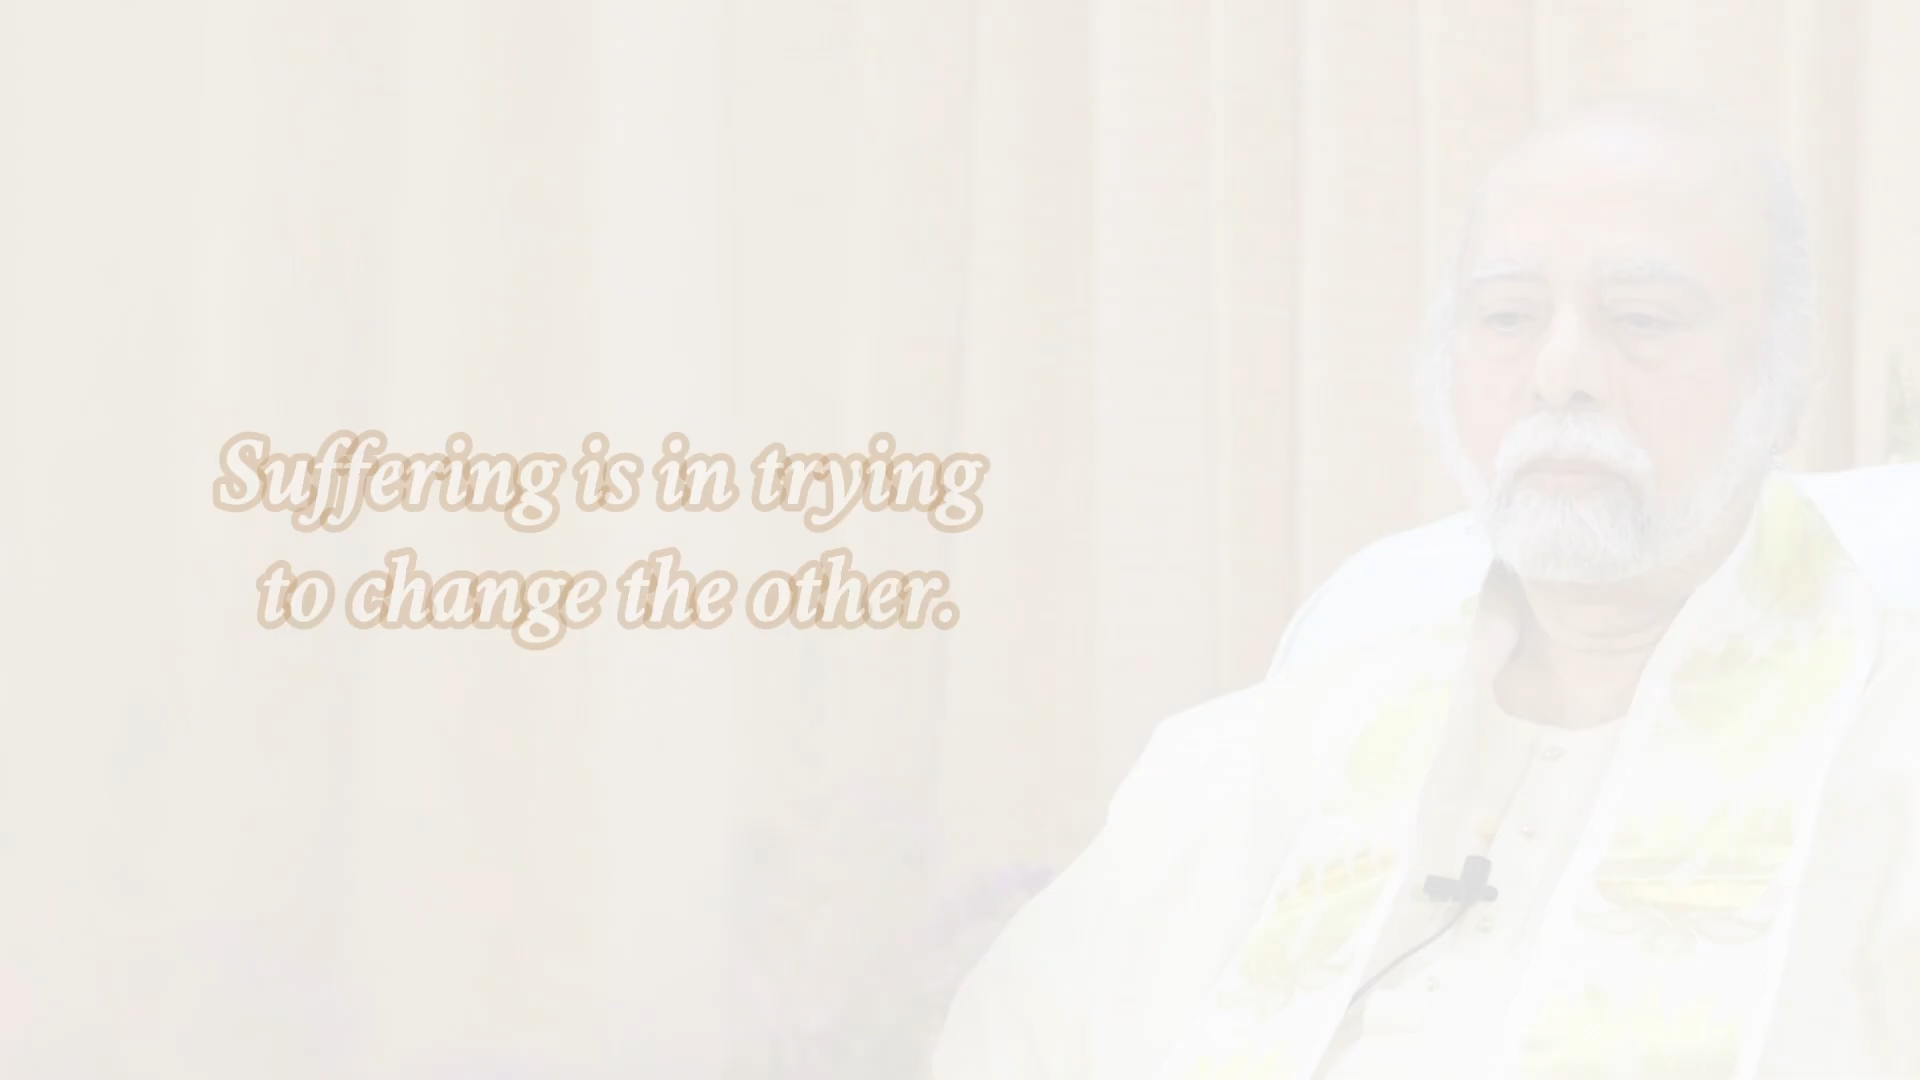 Suffering is in trying
to change the other.